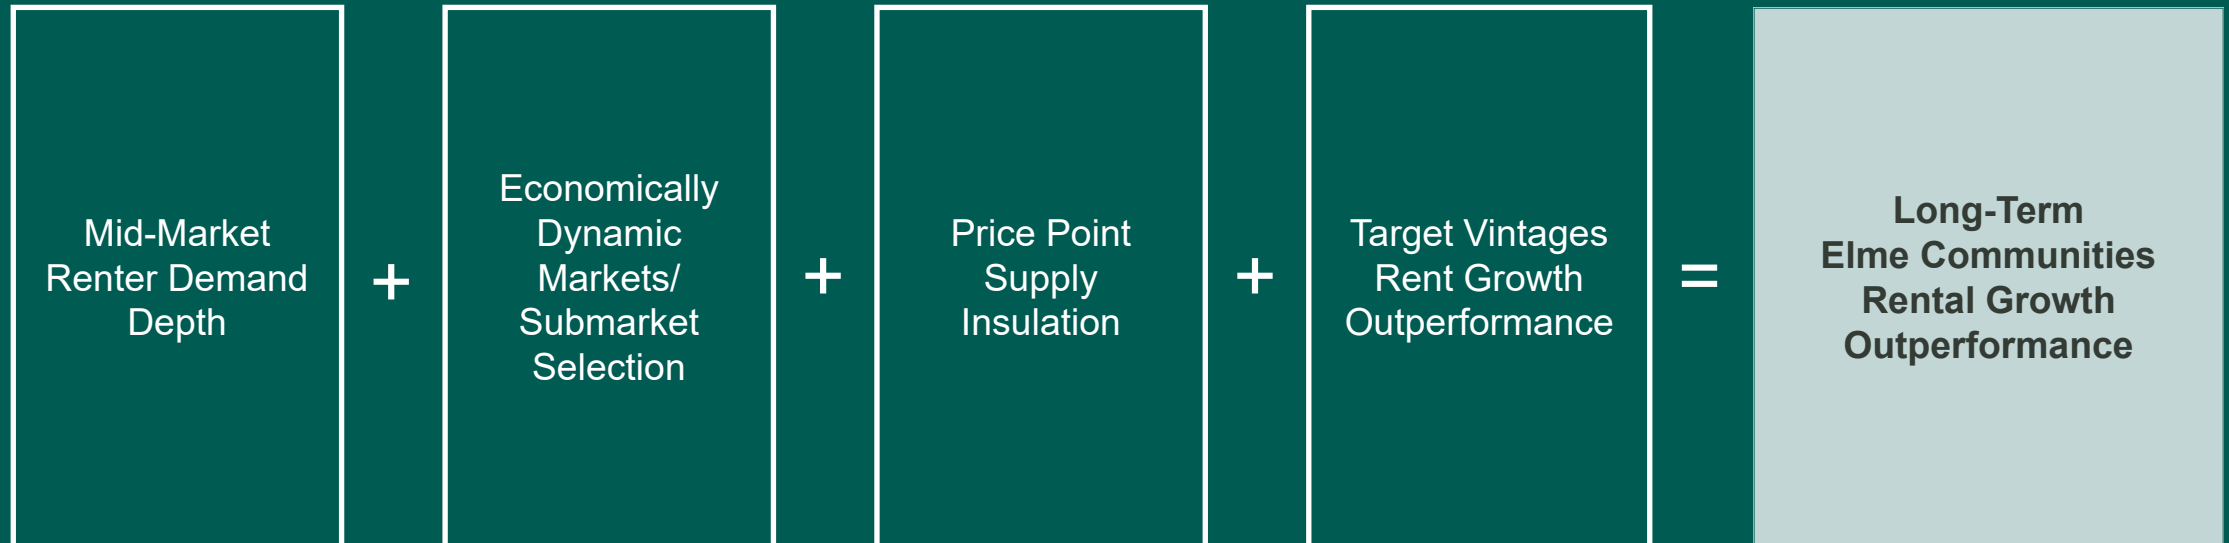 Mid-Market
Renter Demand
Depth
+
Economically
Dynamic
Markets/
Submarket
Selection
+
Price Point
Supply
Insulation
+
Target Vintages
Rent Growth
Outperformance
=
Long-Term
Elme Communities
Rental Growth
Outperformance